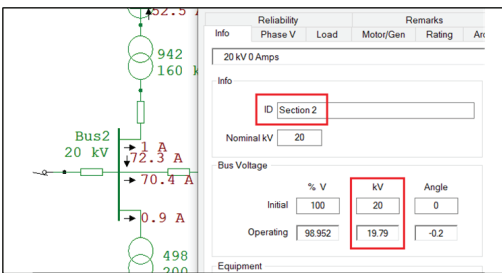 52.5 A
942
160 k
Bus2
20 kV
1 A
72.3 A
70.4 A
0.9 A
498
200
Reliability Remarks
Info Phase V Load Motor/Gen Rating Arc
20 kV 0 Amps
Info
ID Section 2
Nominal kV 20
Bus Voltage
% V kV Angle
Initial 100 20 0
Operating 98.952 19.79 -0.2
Equipment